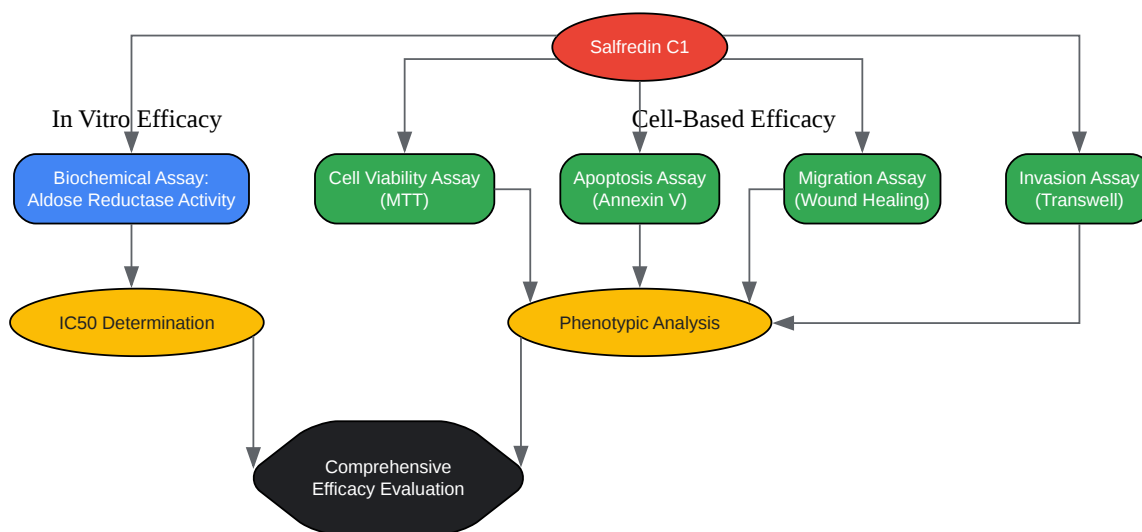 Salfredin C1
In Vitro Efficacy
Cell-Based Efficacy
Biochemical Assay:
Aldose Reductase Activity
Cell Viability Assay
(MTT)
Apoptosis Assay
(Annexin V)
Migration Assay
(Wound Healing)
Invasion Assay
(Transwell)
IC50 Determination
Phenotypic Analysis
Comprehensive
Efficacy Evaluation